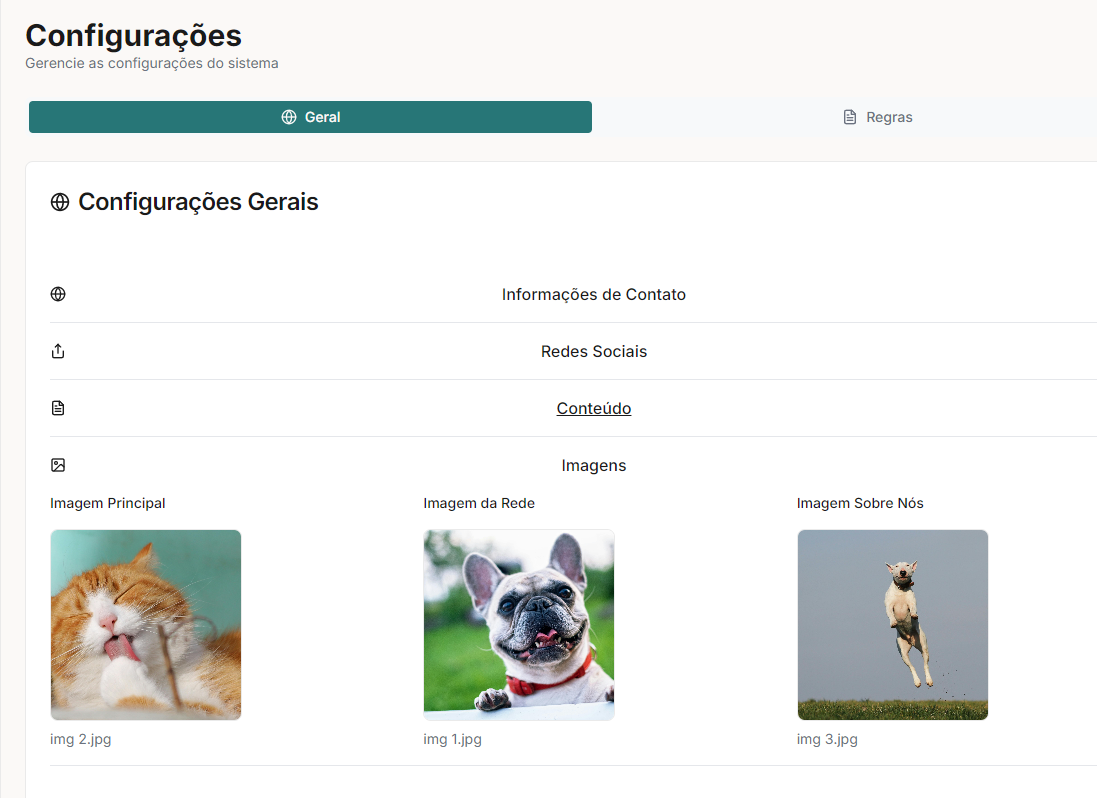 Configurações
Gerencie as configurações do sistema
Geral
Regras
Configurações Gerais
Informações de Contato
Redes Sociais
Conteúdo
Imagens
Imagem Principal
Imagem da Rede
Imagem Sobre Nós
img 2.jpg
img 1.jpg
img 3.jpg